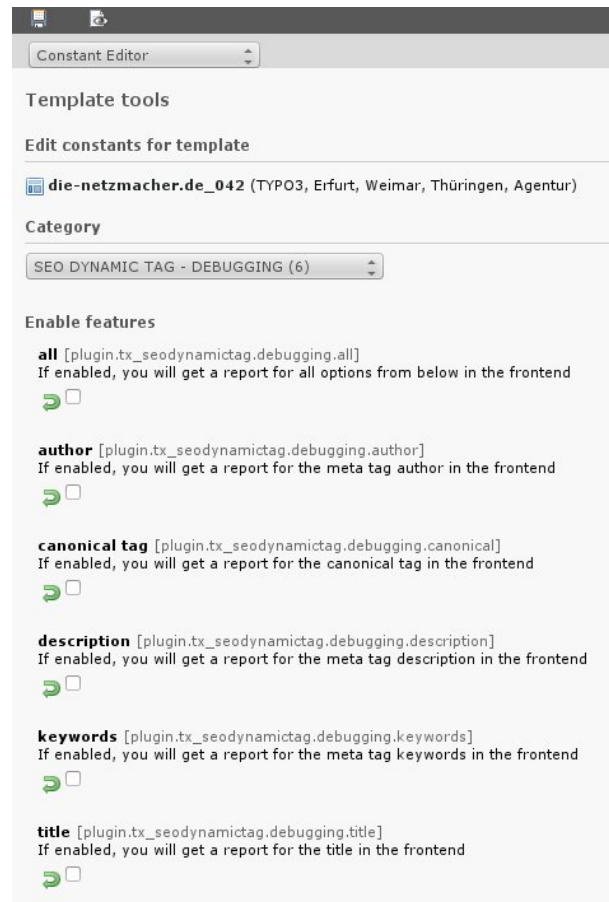 Constant Editor
Template tools
Edit constants for template
die-netzmacher.de_042 (TYPO3, Erfurt, Weimar, Thüringen, Agentur)
Category
SEO DYNAMIC TAG - DEBUGGING (6)
Enable features
all [plugin.tx_seodynamictag.debugging.all]
If enabled, you will get a report for all options from below in the frontend
author [plugin.tx_seodynamictag.debugging.author]
If enabled, you will get a report for the meta tag author in the frontend
canonical tag [plugin.tx_seodynamictag.debugging.canonical]
If enabled, you will get a report for the canonical tag in the frontend
description [plugin.tx_seodynamictag.debugging.description]
If enabled, you will get a report for the meta tag description in the frontend
keywords [plugin.tx_seodynamictag.debugging.keywords]
If enabled, you will get a report for the meta tag keywords in the frontend
title [plugin.tx_seodynamictag.debugging.title]
If enabled, you will get a report for the title in the frontend